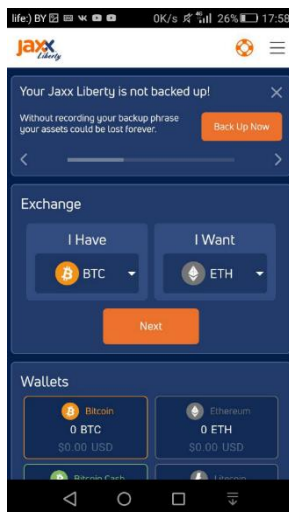 life:) BY 0K/s 26% 17:58
jaxx
Liberty
Your Jaxx Liberty is not backed up!
Without recording your backup phrase
your assets could be lost forever.
Back Up Now
Exchange
I Have
I Want
BTC
ETH
Next
Wallets
Bitcoin
Ethereum
0 BTC
0 ETH
$0.00 USD
$0.00 USD
Bitcoin Cash
Litecoin